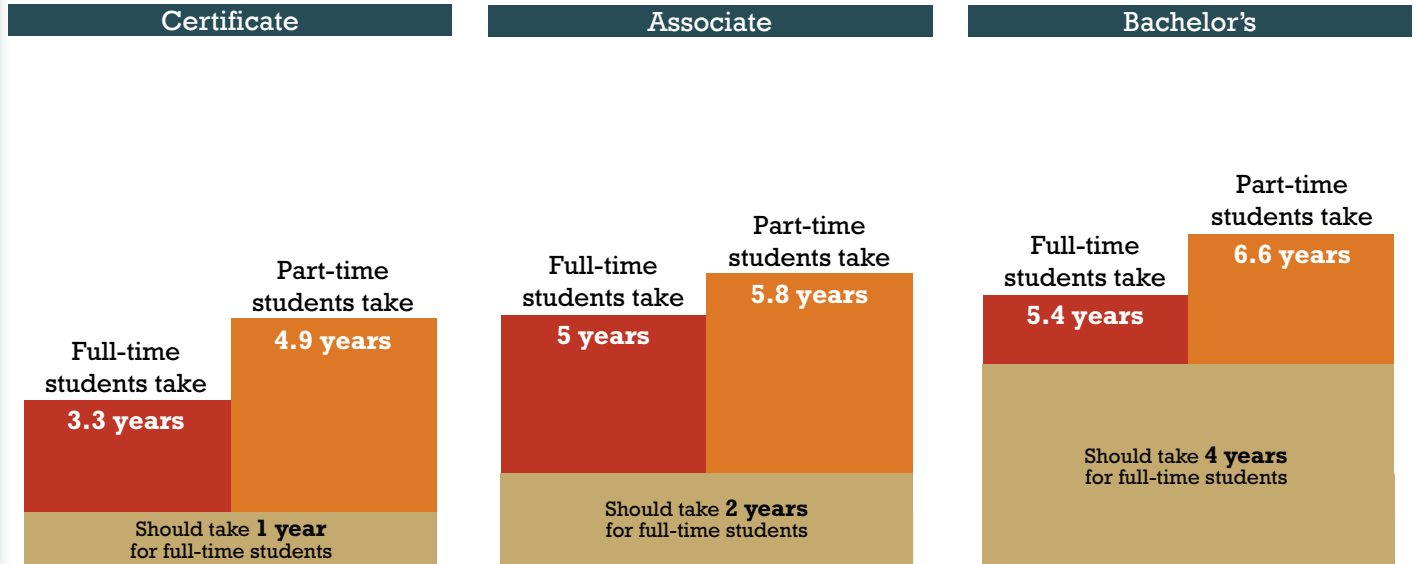 Certificate
Full-time
students take
3.3 years
Part-time
students take
4.9 years
Should take 1 year
for full-time students
Associate
Full-time
students take
5 years
Part-time
students take
5.8 years
Should take 2 years
for full-time students
Bachelor’s
Full-time
students take
5.4 years
Part-time
students take
6.6 years
Should take 4 years
for full-time students